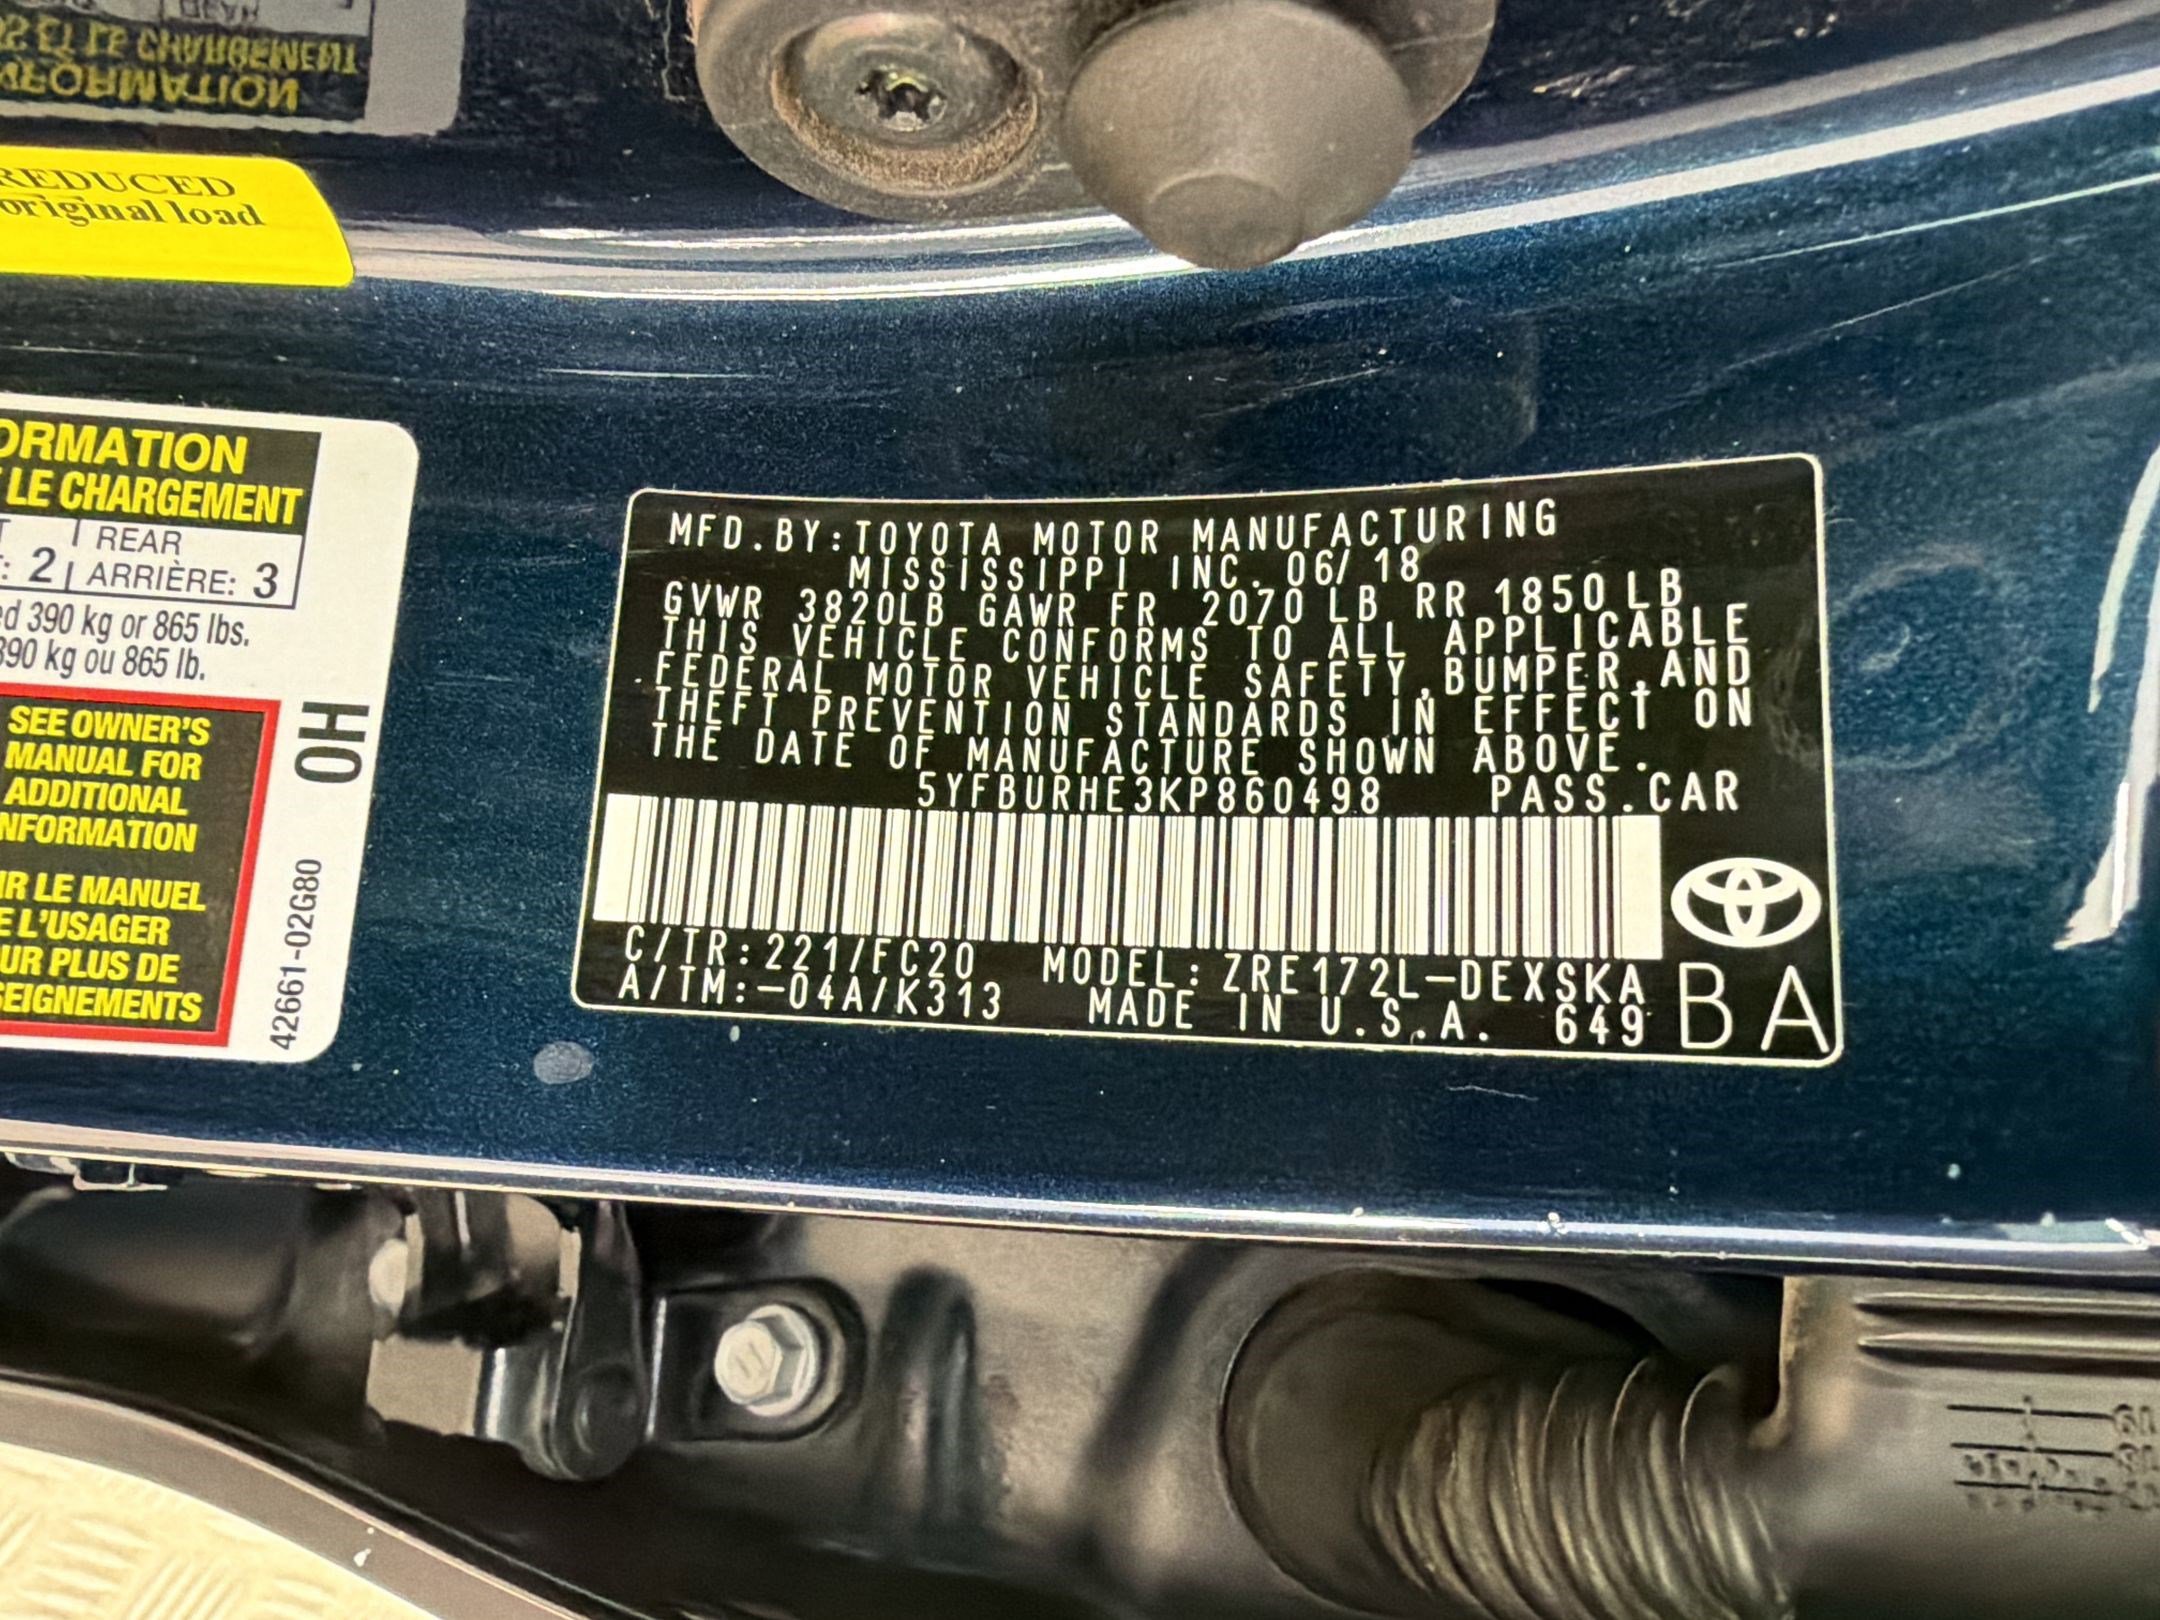 REDUCED
original load
ORMATION
LE CHARGEMENT
REAR
: 2 ARRIÈRE: 3
ed 390 kg or 865 lbs.
390 kg ou 865 lb.
SEE OWNER'S
MANUAL FOR
ADDITIONAL
NFORMATION
IR LE MANUEL
E L'USAGER
UR PLUS DE
SEIGNEMENTS
OH
42661-02G80
MFD.BY:TOYOTA MOTOR MANUFACTURING
MISSISSIPPI INC. 06/18
GVWR 3820LB GAWR FR 2070 LB RR 1850 LB
THIS VEHICLE CONFORMS TO ALL APPLICABLE
FEDERAL MOTOR VEHICLE SAFETY, BUMPER, AND
THEFT PREVENTION STANDARDS IN EFFECT ON
THE DATE OF MANUFACTURE SHOWN ABOVE.
5YFBURHE3KP860498 PASS.CAR
C/TR:221/FC20 MODEL:ZRE172L-DEXSKA
A/TM:-04A/K313 MADE IN U.S.A. 649
BA